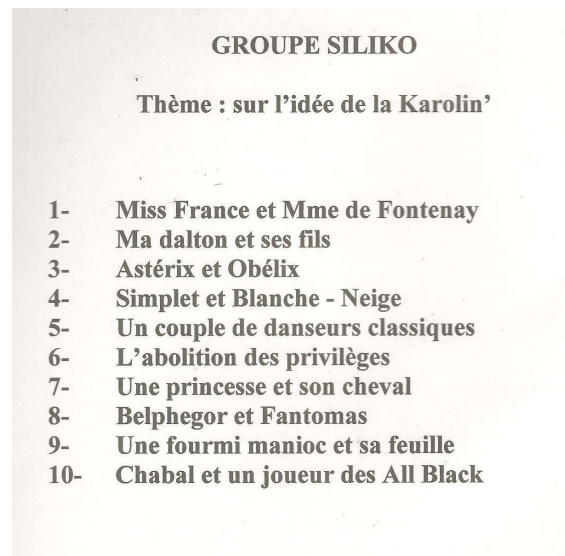 GROUPE SILIKO
Thème : sur l'idée de la Karolin'
1- Miss France et Mme de Fontenay
2- Ma dalton et ses fils
3- Astérix et Obélix
4- Simplet et Blanche - Neige
5- Un couple de danseurs classiques
6- L'abolition des privilèges
7- Une princesse et son cheval
8- Belphegor et Fantomas
9- Une fourmi manioc et sa feuille
10- Chabal et un joueur des All Black